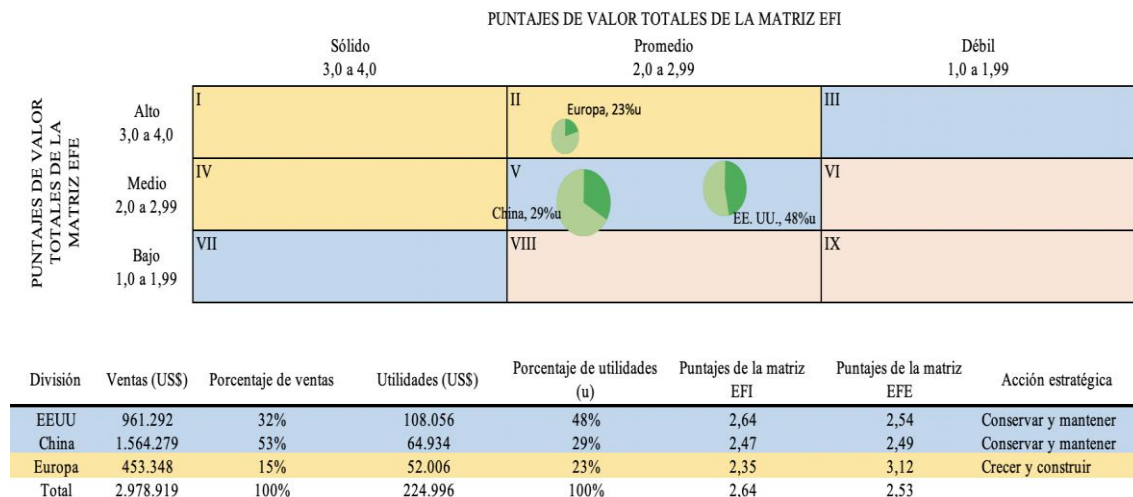 PUNTAJES DE VALOR TOTALES DE LA MATRIZ EFI
Sólido Promedio Débil
3,0 a 4,0 2,0 a 2,99 1,0 a 1,99
PUNTAJES DE VALOR
TOTALES DE LA
MATRIZ EFE
Alto
3,0 a 4,0
I II III
Europa, 23%u
Medio
2,0 a 2,99
IV V VI
China, 29%u EE. UU., 48%u
Bajo
1,0 a 1,99
VII VIII IX
División Ventas (US$) Porcentaje de ventas Utilidades (US$) Porcentaje de utilidades (u) Puntajes de la matriz EFI Puntajes de la matriz EFE Acción estratégica
EEUU 961.292 32% 108.056 48% 2,64 2,54 Conservar y mantener
China 1.564.279 53% 64.934 29% 2,47 2,49 Conservar y mantener
Europa 453.348 15% 52.006 23% 2,35 3,12 Crecer y construir
Total 2.978.919 100% 224.996 100% 2,64 2,53